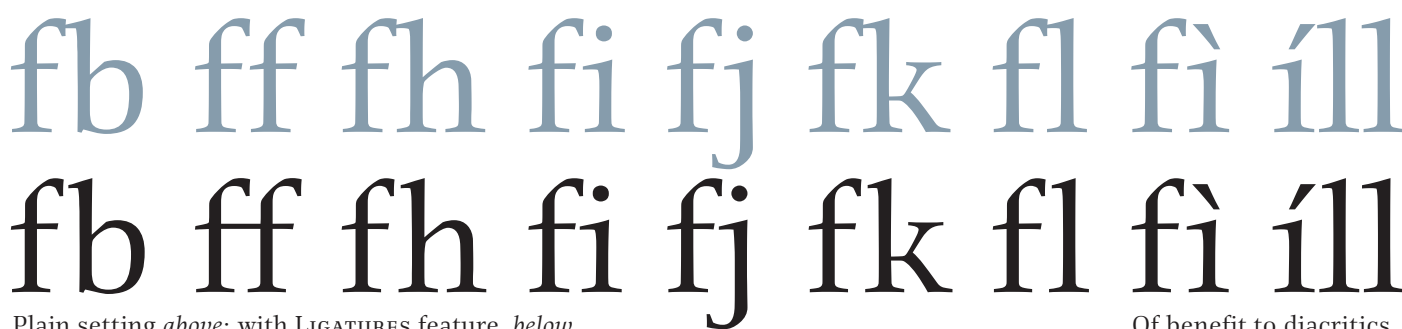 fb ff fh fi fj fk fl fì íll
fb ff fh fi fj fk fl fì íll
Plain setting above; with Ligatures feature, below
Of benefit to diacritics